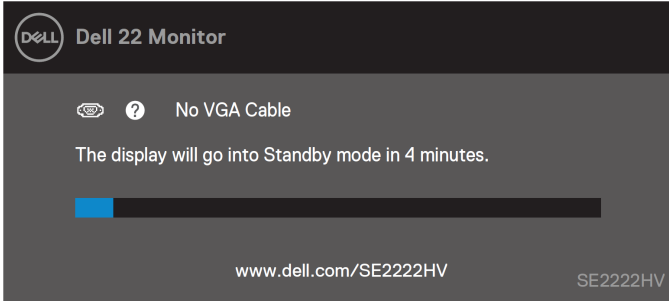 DELL Dell 22 Monitor
? No VGA Cable
The display will go into Standby mode in 4 minutes.
www.dell.com/SE2222HV
SE2222HV